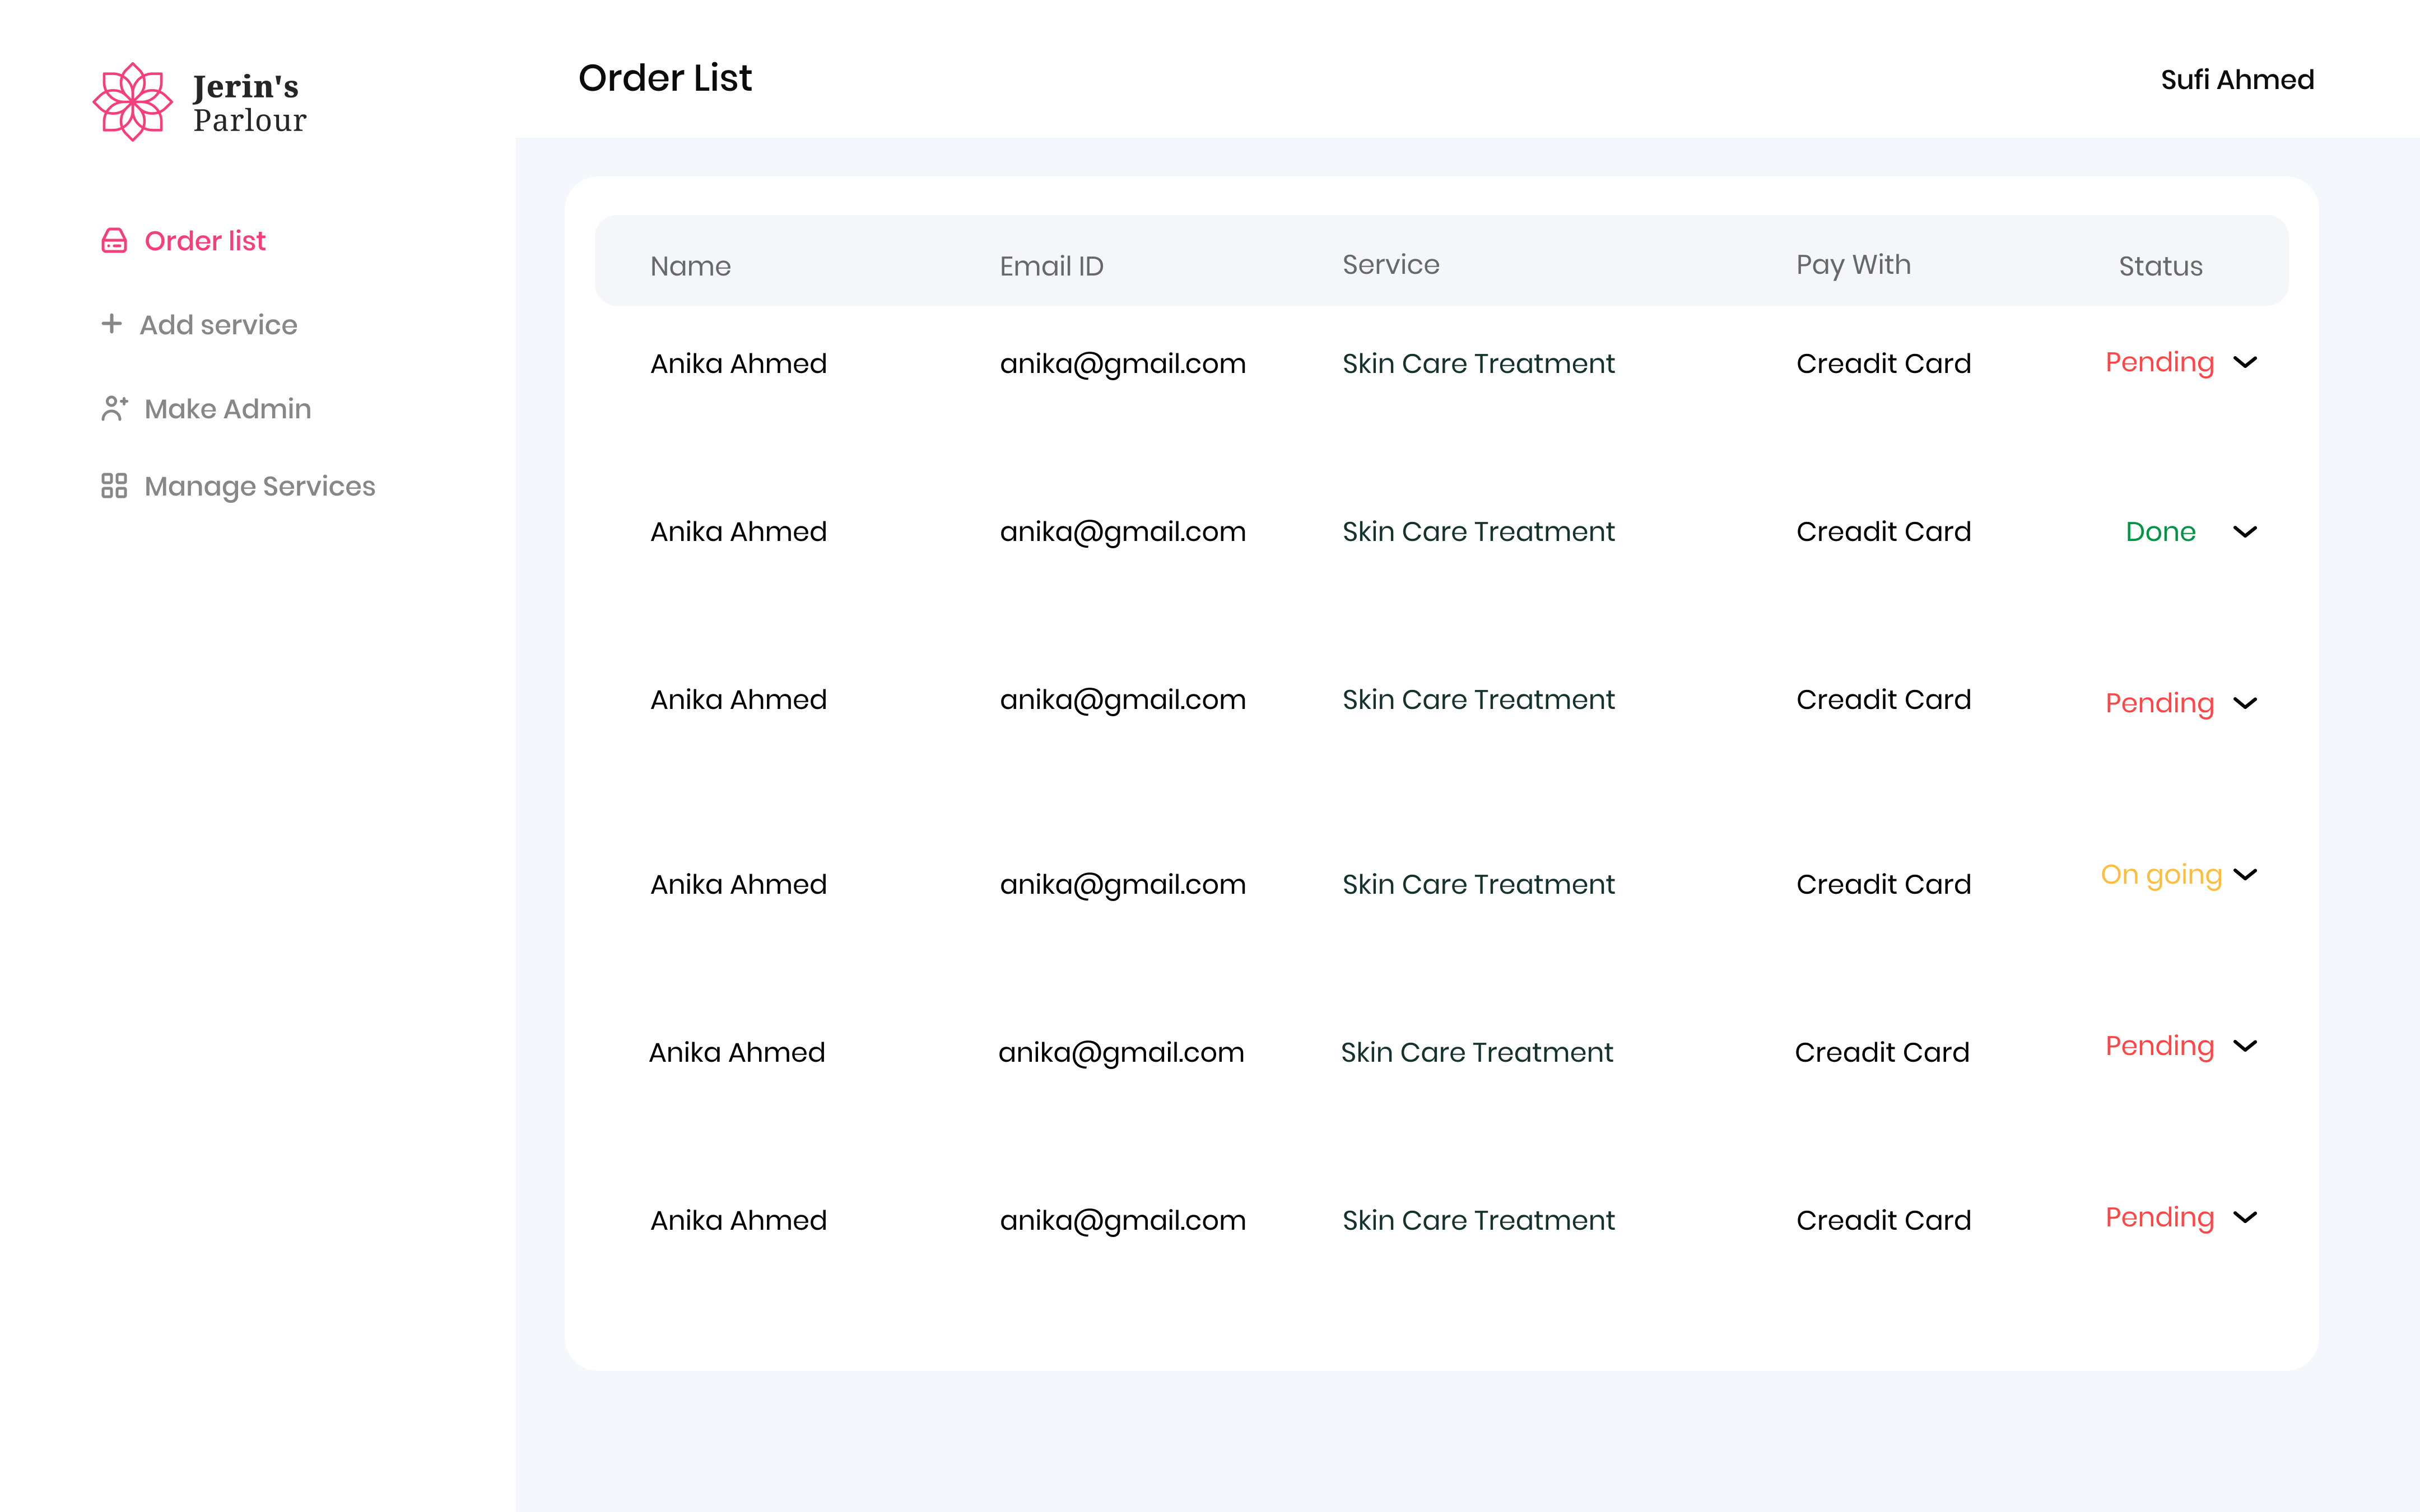 Jerin's
Parlour
Order List
Sufi Ahmed
Order list
Add service
Make Admin
Manage Services
Name Email ID Service Pay With Status
Anika Ahmed anika@gmail.com Skin Care Treatment Creadit Card Pending
Anika Ahmed anika@gmail.com Skin Care Treatment Creadit Card Done
Anika Ahmed anika@gmail.com Skin Care Treatment Creadit Card Pending
Anika Ahmed anika@gmail.com Skin Care Treatment Creadit Card On going
Anika Ahmed anika@gmail.com Skin Care Treatment Creadit Card Pending
Anika Ahmed anika@gmail.com Skin Care Treatment Creadit Card Pending